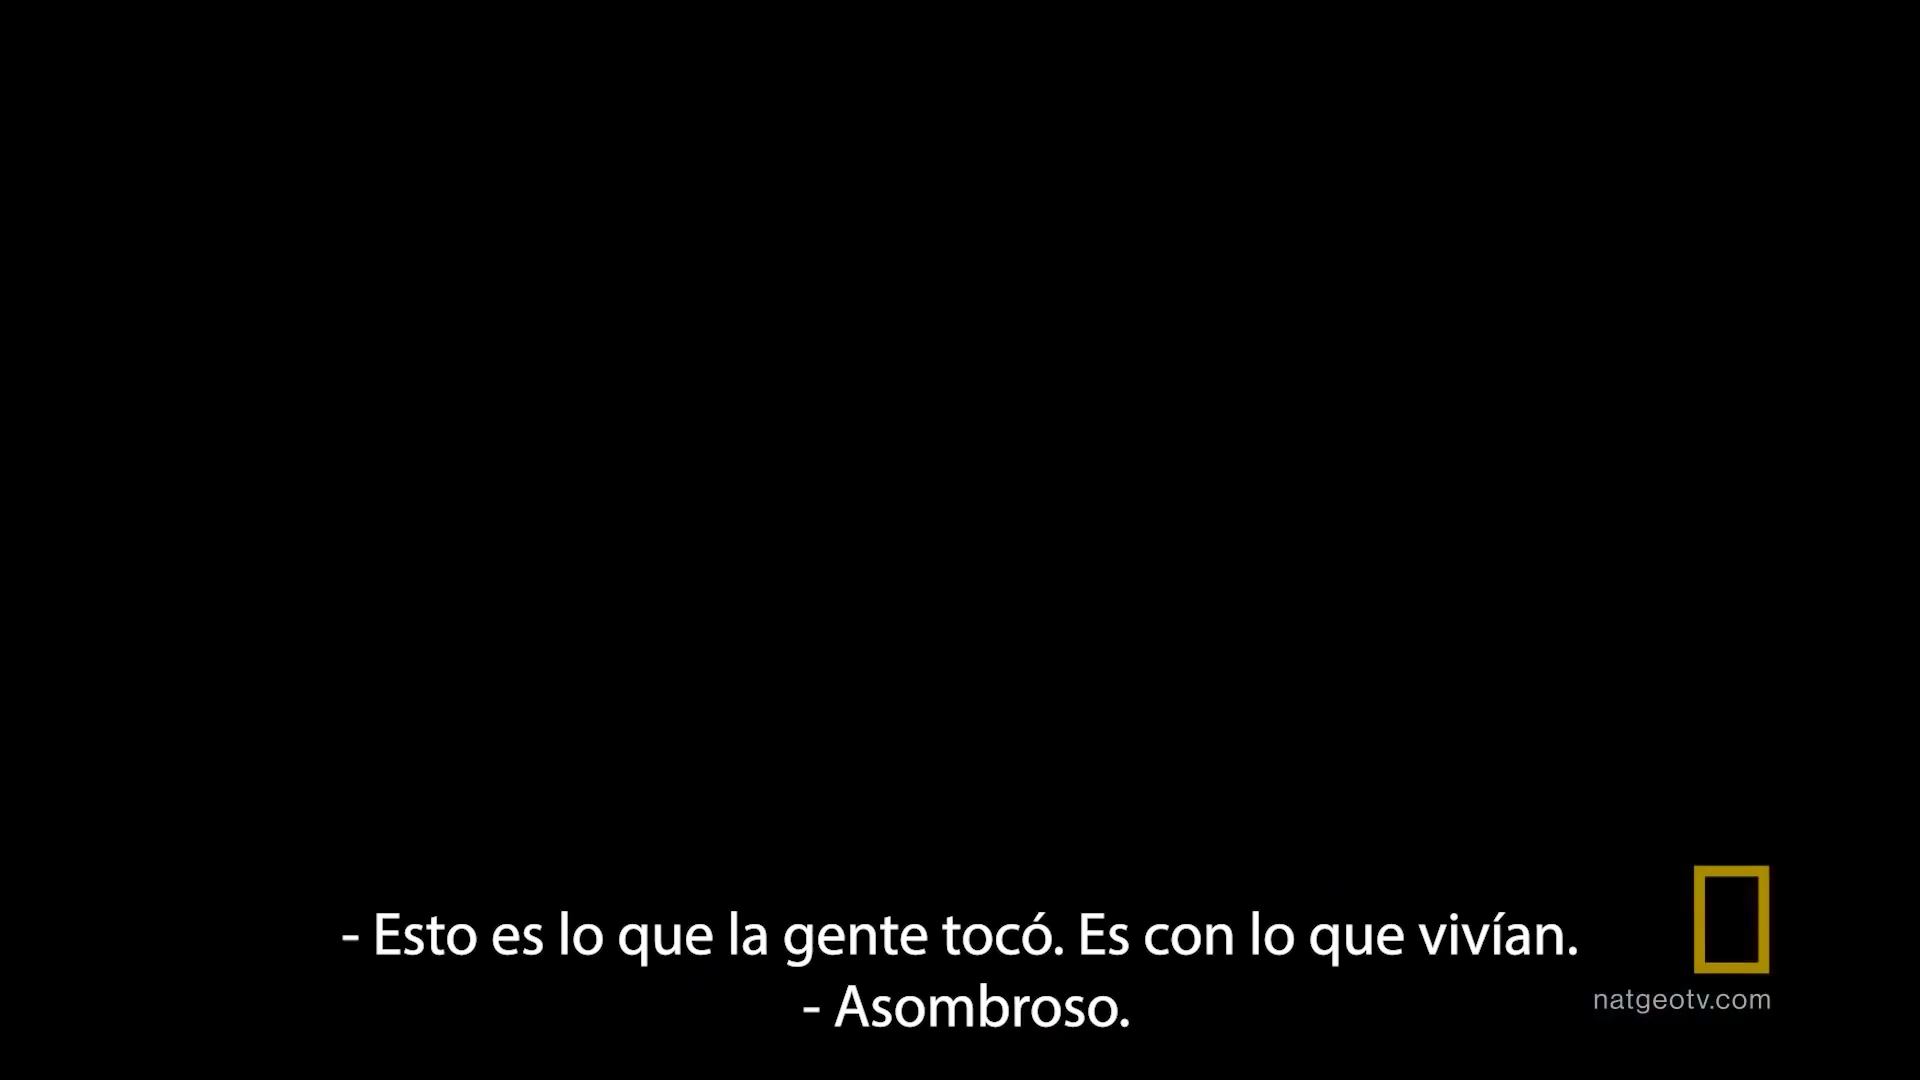 - Esto es lo que la gente tocó. Es con lo que vivían.
- Asombroso.
natgeotv.com